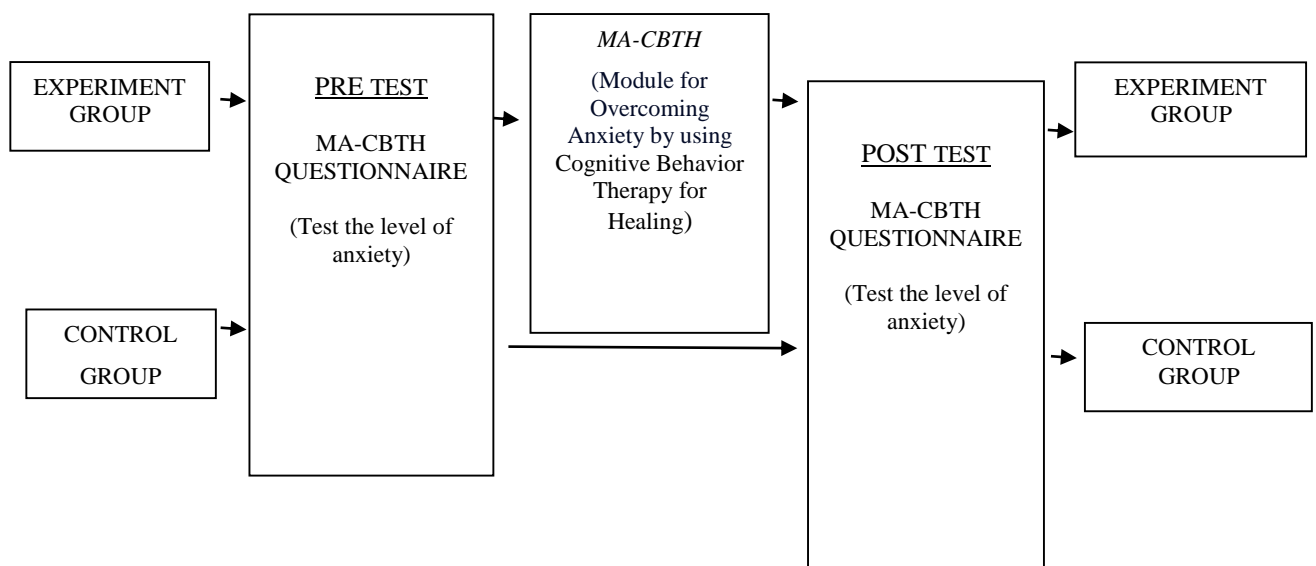 EXPERIMENT
GROUP
CONTROL
GROUP
PRE TEST
MA-CBTH
QUESTIONNAIRE
(Test the level of
anxiety)
MA-CBTH
(Module for
Overcoming
Anxiety by using
Cognitive Behavior
Therapy for
Healing)
POST TEST
MA-CBTH
QUESTIONNAIRE
(Test the level of
anxiety)
EXPERIMENT
GROUP
CONTROL
GROUP